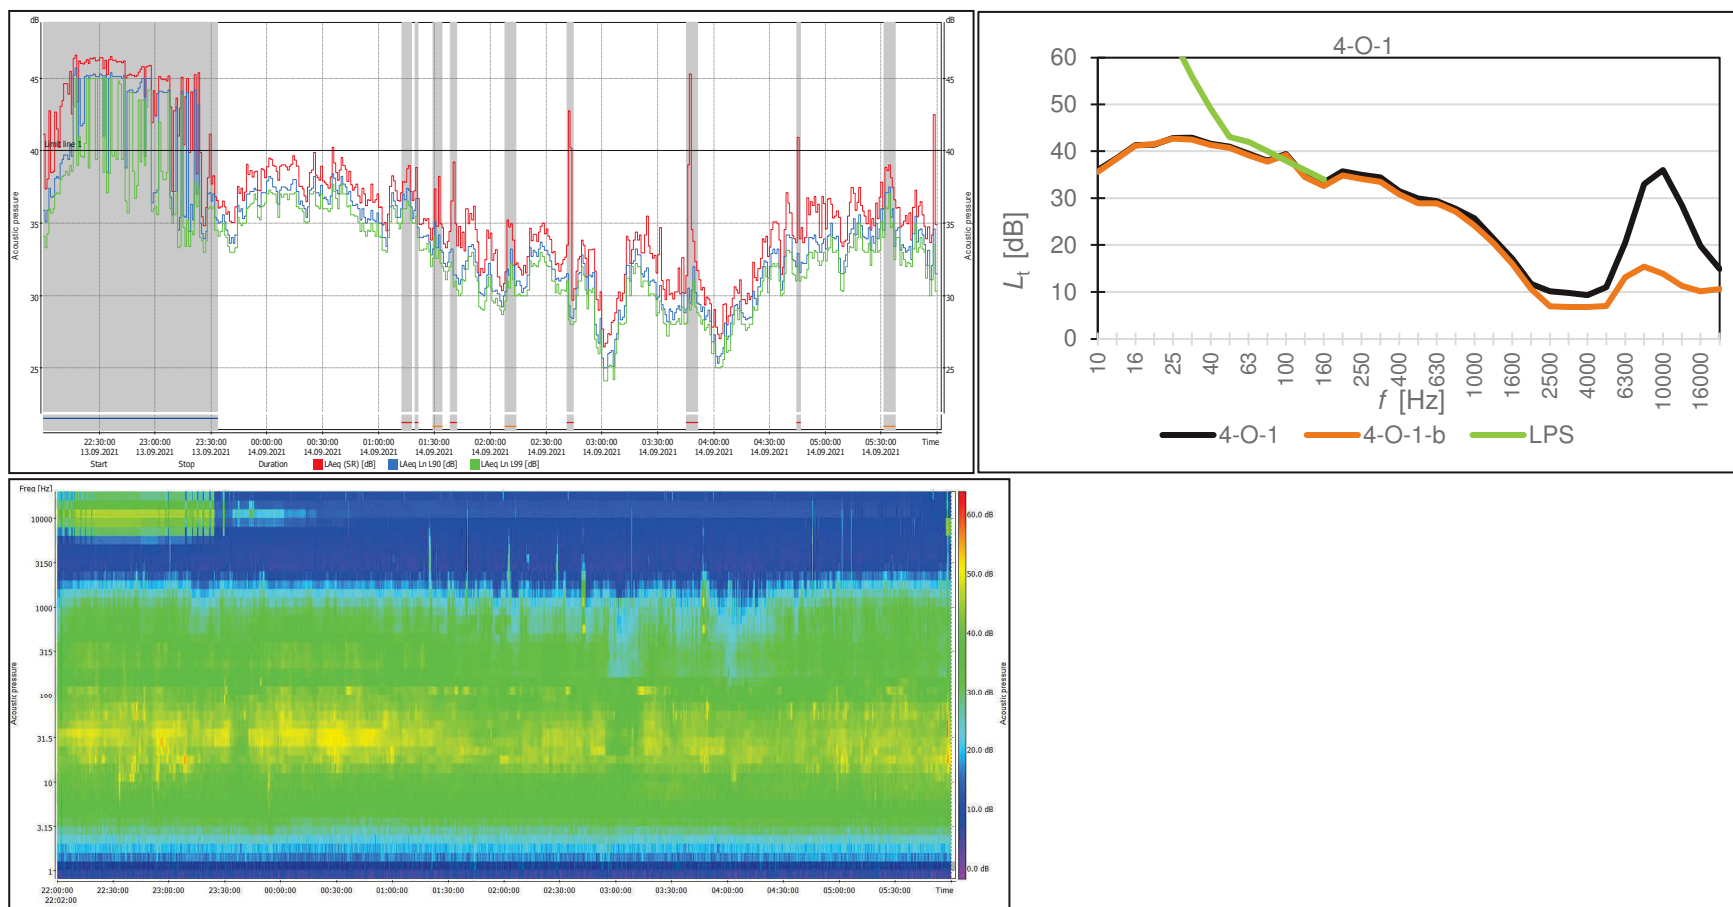 dB
dB
45
45
Limit line 1
40
40
35
35
30
30
25
25
Acoustic pressure
Acoustic pressure
22:30:00 23:00:00 23:30:00 00:00:00 00:30:00 01:00:00 01:30:00 02:00:00 02:30:00 03:00:00 03:30:00 04:00:00 04:30:00 05:00:00 05:30:00 Time
13.09.2021 13.09.2021 13.09.2021 14.09.2021 14.09.2021 14.09.2021 14.09.2021 14.09.2021 14.09.2021 14.09.2021 14.09.2021 14.09.2021 14.09.2021 14.09.2021 14.09.2021
Start Stop Duration LAeq (SR) [dB] LAeq Ln L90 [dB] LAeq Ln L99 [dB]
4-O-1
60
50
40
30
20
10
0
Lt [dB]
10 16 25 40 63 100 160 250 400 630 1000 1600 2500 4000 6300 10000 16000
f [Hz]
4-O-1 4-O-1-b LPS
Freq [Hz]
10000
3150
1000
315
100
31.5
10
3.15
1
Acoustic pressure
60.0 dB
50.0 dB
40.0 dB
30.0 dB
20.0 dB
10.0 dB
0.0 dB
Acoustic pressure
22:00:00 22:30:00 23:00:00 23:30:00 00:00:00 00:30:00 01:00:00 01:30:00 02:00:00 02:30:00 03:00:00 03:30:00 04:00:00 04:30:00 05:00:00 05:30:00 Time
22:02:00